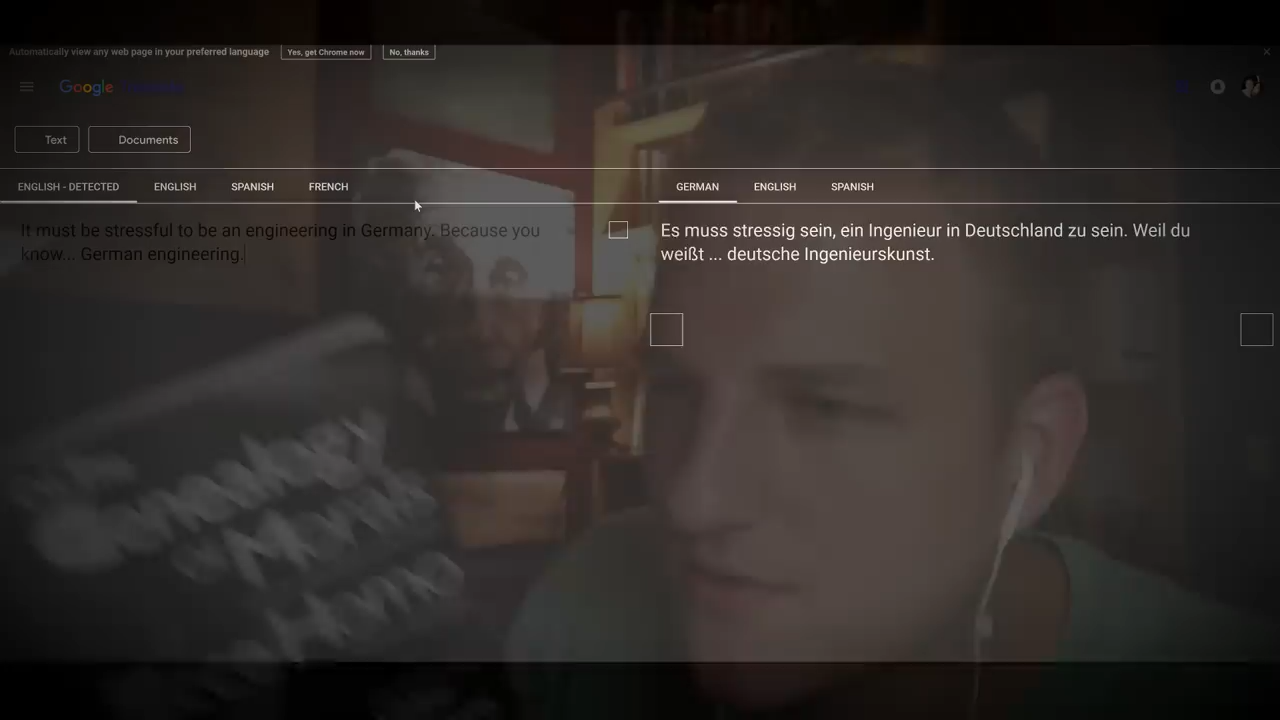 Automatically view any web page in your preferred language Yes, get Chrome now No, thanks
Google
Text Documents
ENGLISH - DETECTED ENGLISH SPANISH FRENCH GERMAN ENGLISH SPANISH
It must be stressful to be an engineering in Germany. Because you
know... German engineering.
Es muss stressig sein, ein Ingenieur in Deutschland zu sein. Weil du
weißt ... deutsche Ingenieurskunst.